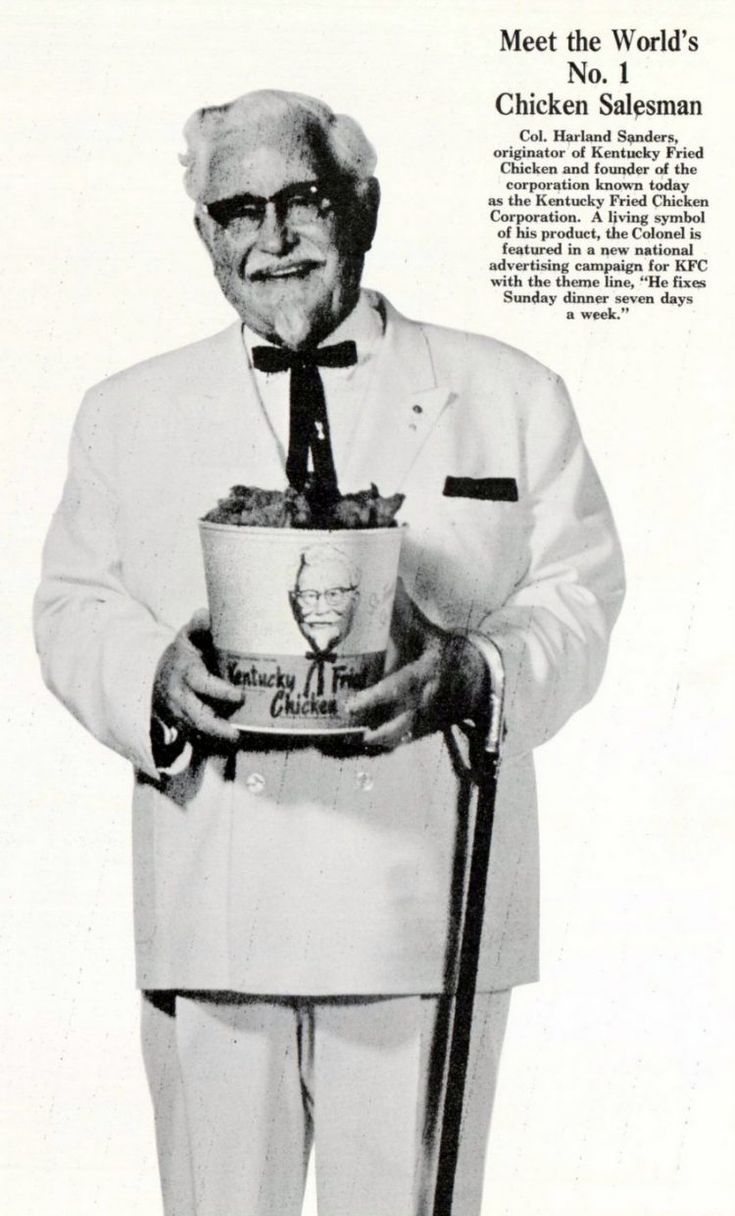 Meet the World's
No. 1
Chicken Salesman
Col. Harland Sanders,
originator of Kentucky Fried
Chicken and founder of the
corporation known today
as the Kentucky Fried Chicken
Corporation. A living symbol
of his product, the Colonel is
featured in a new national
advertising campaign for KFC
with the theme line, “He fixes
Sunday dinner seven days
a week.”
Kentucky Fried
Chicken